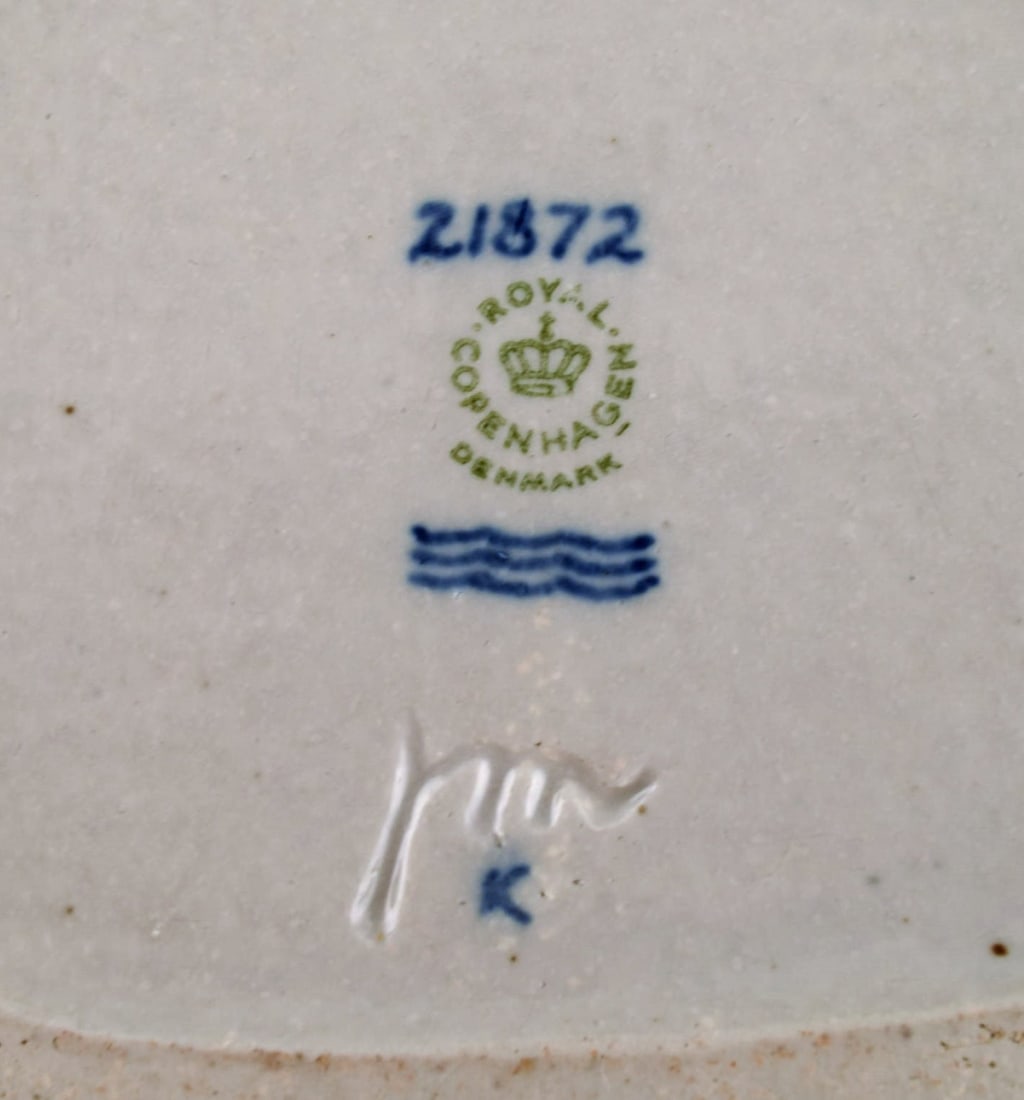 21872
ROYAL
COPENHAGEN
DENMARK
K